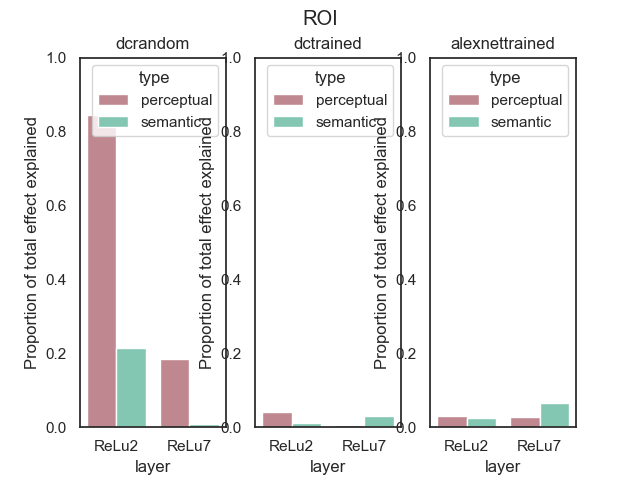 ROI
dcrandom
dctrained
alexnettrained
Proportion of total effect explained
1.0
0.8
0.6
0.4
0.2
0.0
type
perceptual
semantic
ReLu2
ReLu7
layer
Proportion of total effect explained
1.0
0.8
0.6
0.4
0.2
0.0
type
perceptual
semantic
ReLu2
ReLu7
layer
Proportion of total effect explained
1.0
0.8
0.6
0.4
0.2
0.0
type
perceptual
semantic
ReLu2
ReLu7
layer